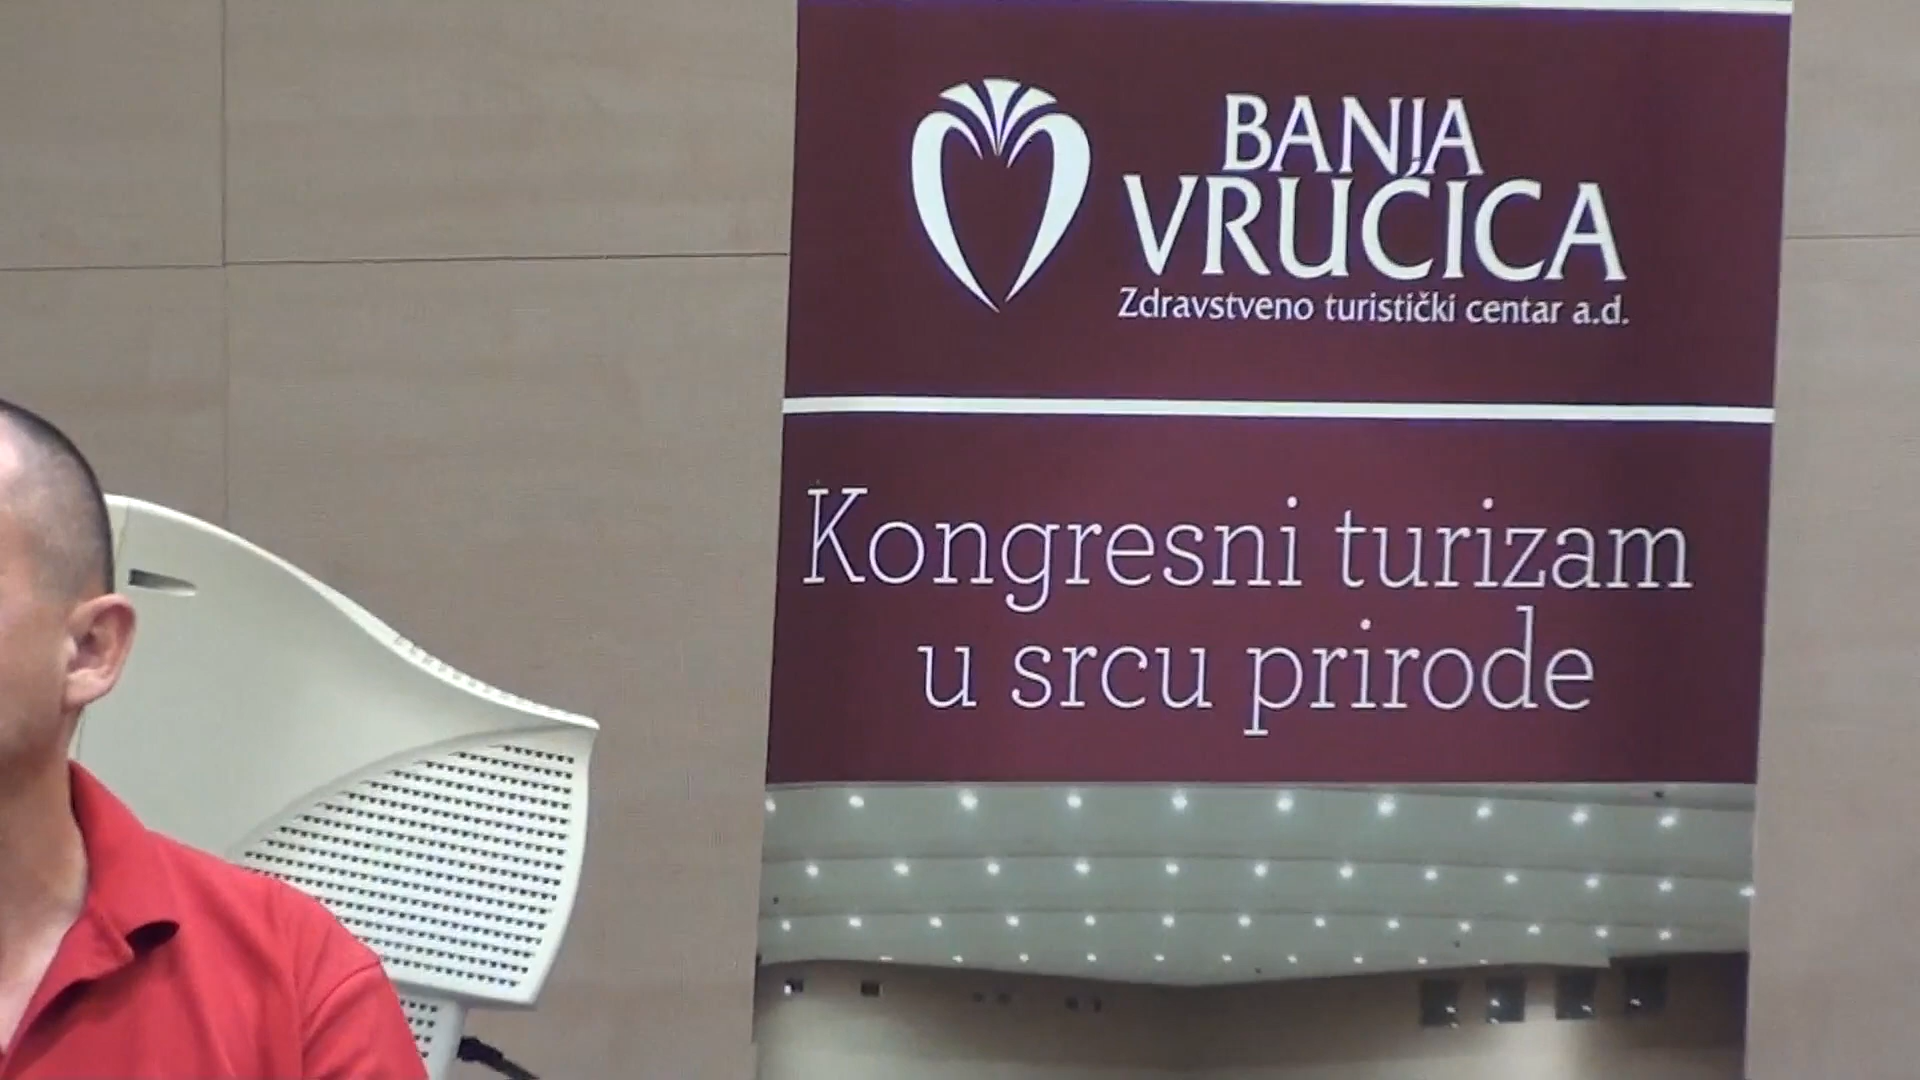 BANJA
VRUĆICA
Zdravstveno turistički centar a.d.
Kongresni turizam
u srcu prirode